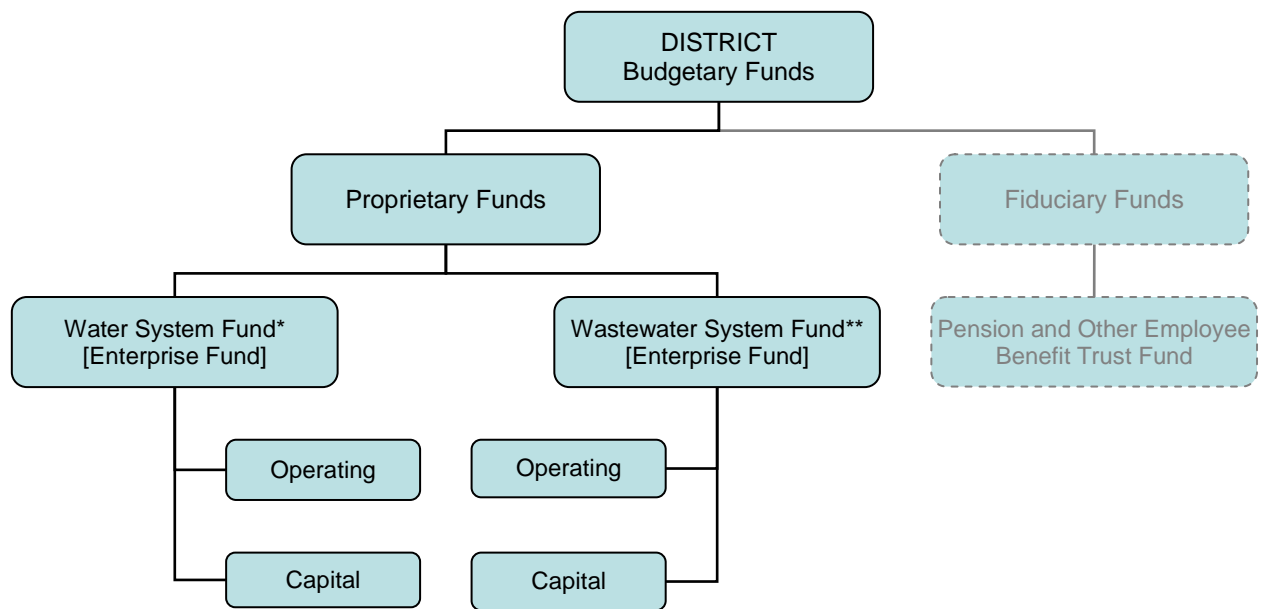 DISTRICT
Budgetary Funds
Proprietary Funds
Fiduciary Funds
Water System Fund*
[Enterprise Fund]
Wastewater System Fund**
[Enterprise Fund]
Pension and Other Employee
Benefit Trust Fund
Operating
Operating
Capital
Capital